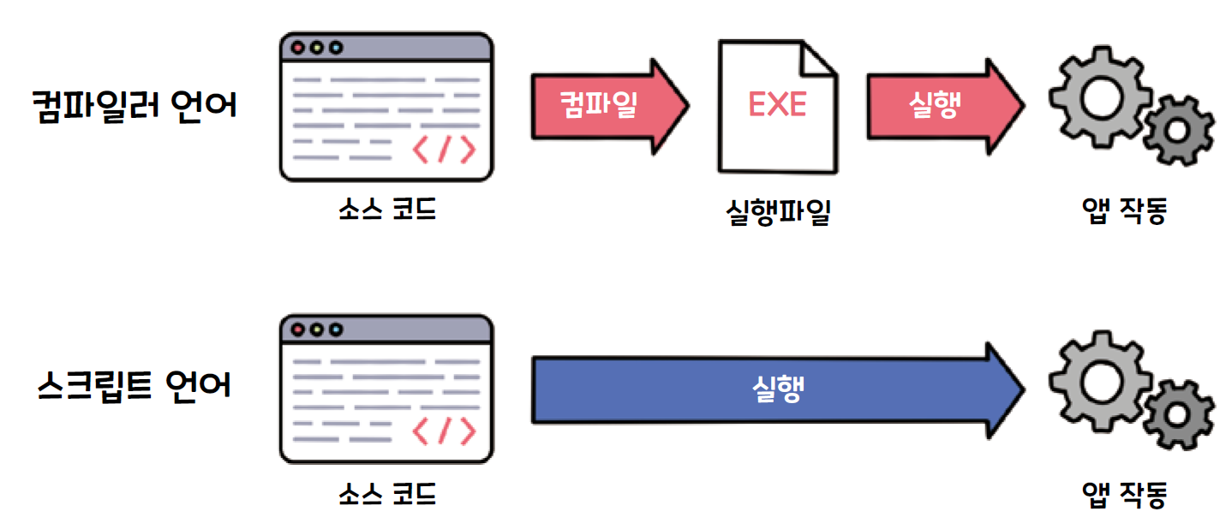 컴파일러 언어
</>
컴파일
EXE
실행
소스 코드
실행파일
앱 작동
스크립트 언어
</>
실행
소스 코드
앱 작동